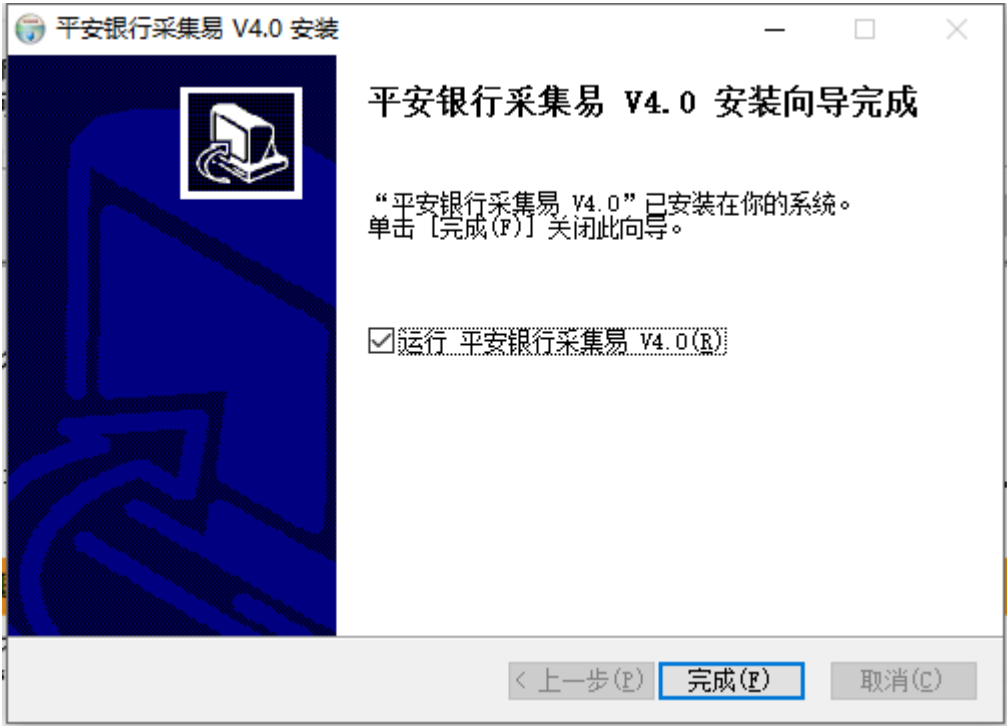 平安银行采集易 V4.0 安装
平安银行采集易 V4.0 安装向导完成
“平安银行采集易 V4.0”已安装在你的系统。
单击 [完成(F)] 关闭此向导。
运行 平安银行采集易 V4.0(R)
< 上一步(P)
完成(F)
取消(C)